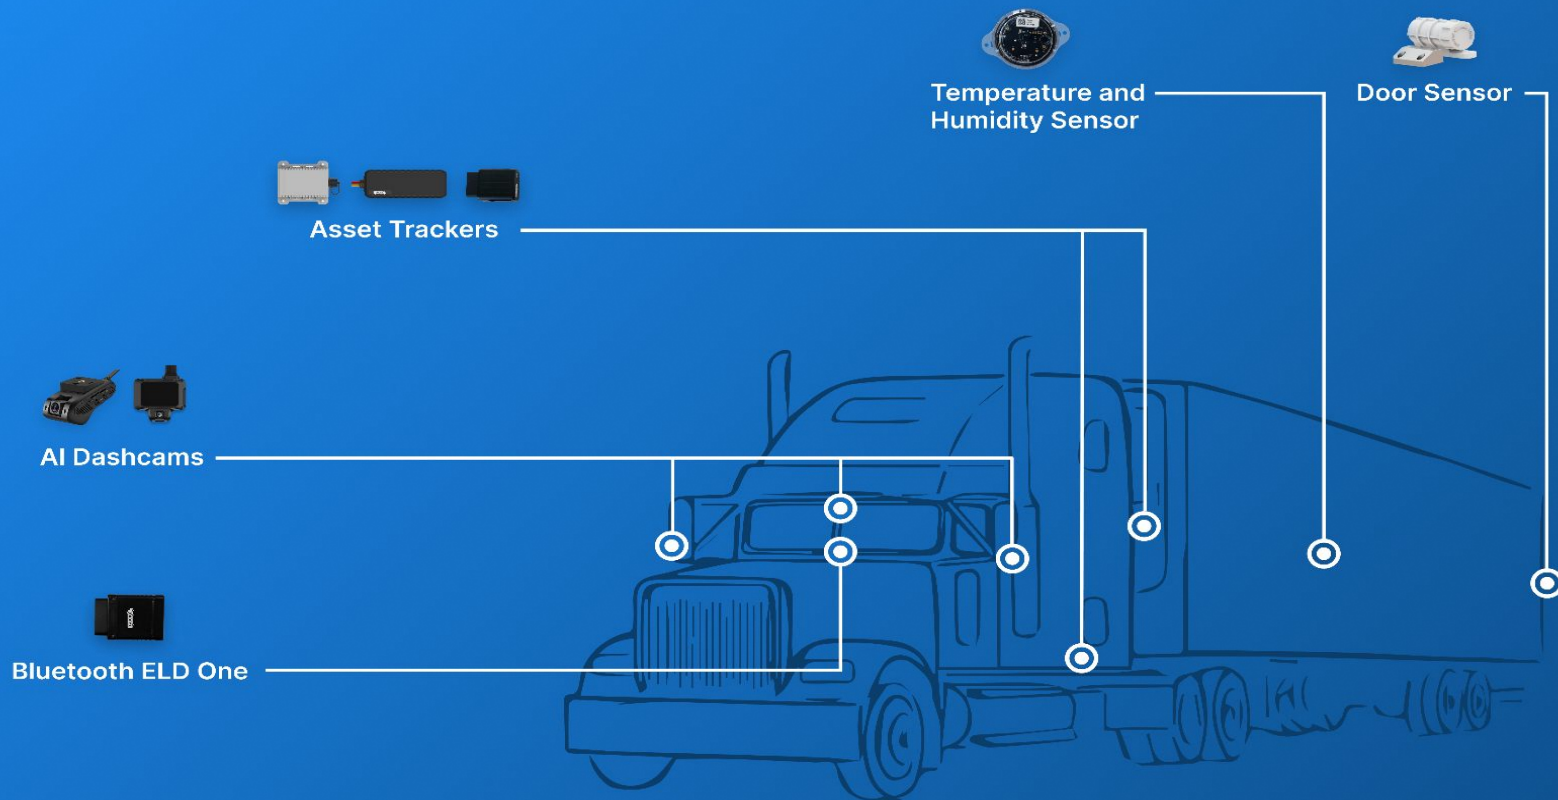 Temperature and
Humidity Sensor
Door Sensor
Asset Trackers
AI Dashcams
Bluetooth ELD One